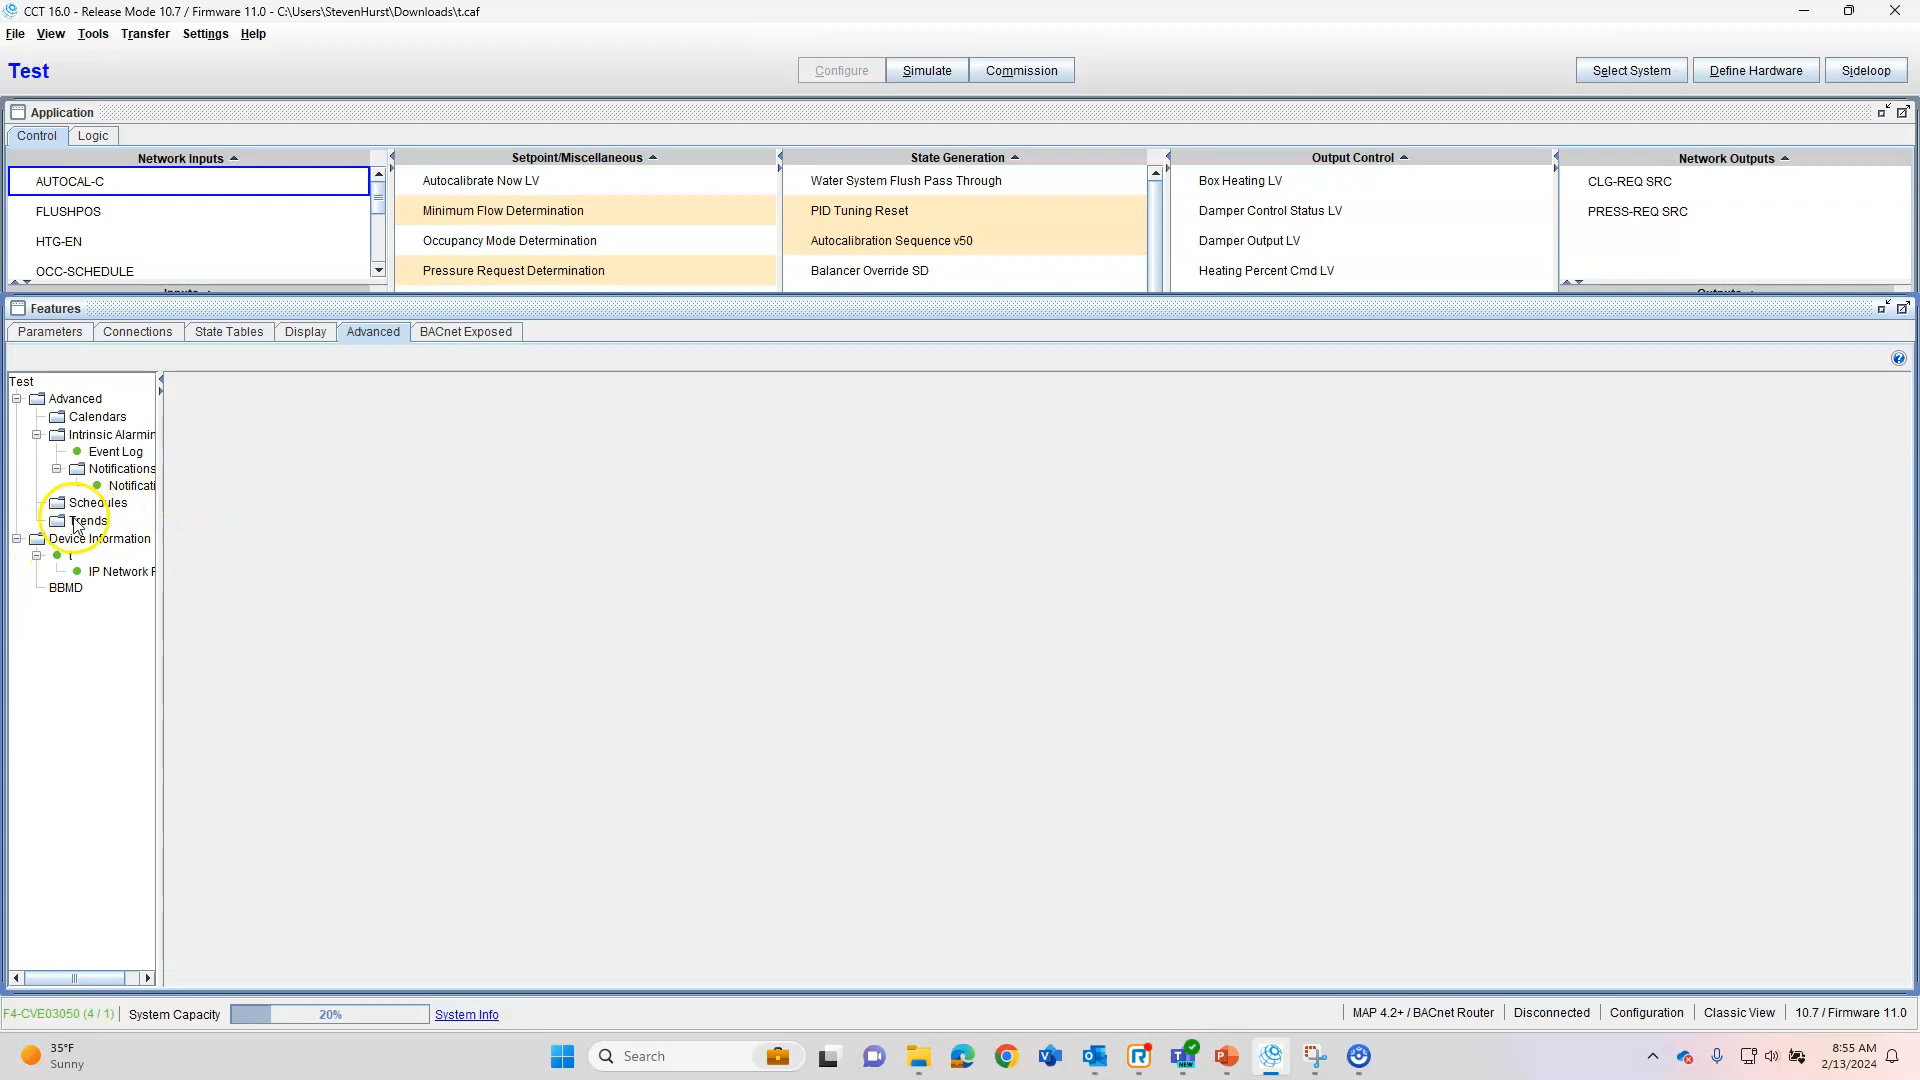 CCT 16.0 - Release Mode 10.7 / Firmware 11.0 - C:\Users\StevenHurst\Downloads\t.caf
File View Tools Transfer Settings Help
Test
Configure Simulate Commission
Select System Define Hardware Sideloop
Application
Control Logic
Network Inputs
AUTOCAL-C
FLUSHPOS
HTG-EN
OCC-SCHEDULE
Setpoint/Miscellaneous
Autocalibrate Now LV
Minimum Flow Determination
Occupancy Mode Determination
Pressure Request Determination
State Generation
Water System Flush Pass Through
PID Tuning Reset
Autocalibration Sequence v50
Balancer Override SD
Output Control
Box Heating LV
Damper Control Status LV
Damper Output LV
Heating Percent Cmd LV
Network Outputs
CLG-REQ SRC
PRESS-REQ SRC
Features
Parameters Connections State Tables Display Advanced BACnet Exposed
Test
Advanced
Calendars
Intrinsic Alarmin
Event Log
Notifications
Notificati
Schedules
Trends
Device Information
t
IP Network P
BBMD
F4-CVE03050 (4 / 1) System Capacity 20% System Info
MAP 4.2+ / BACnet Router Disconnected Configuration Classic View 10.7 / Firmware 11.0
35°F
Sunny
Search
NEW
8:55 AM
2/13/2024